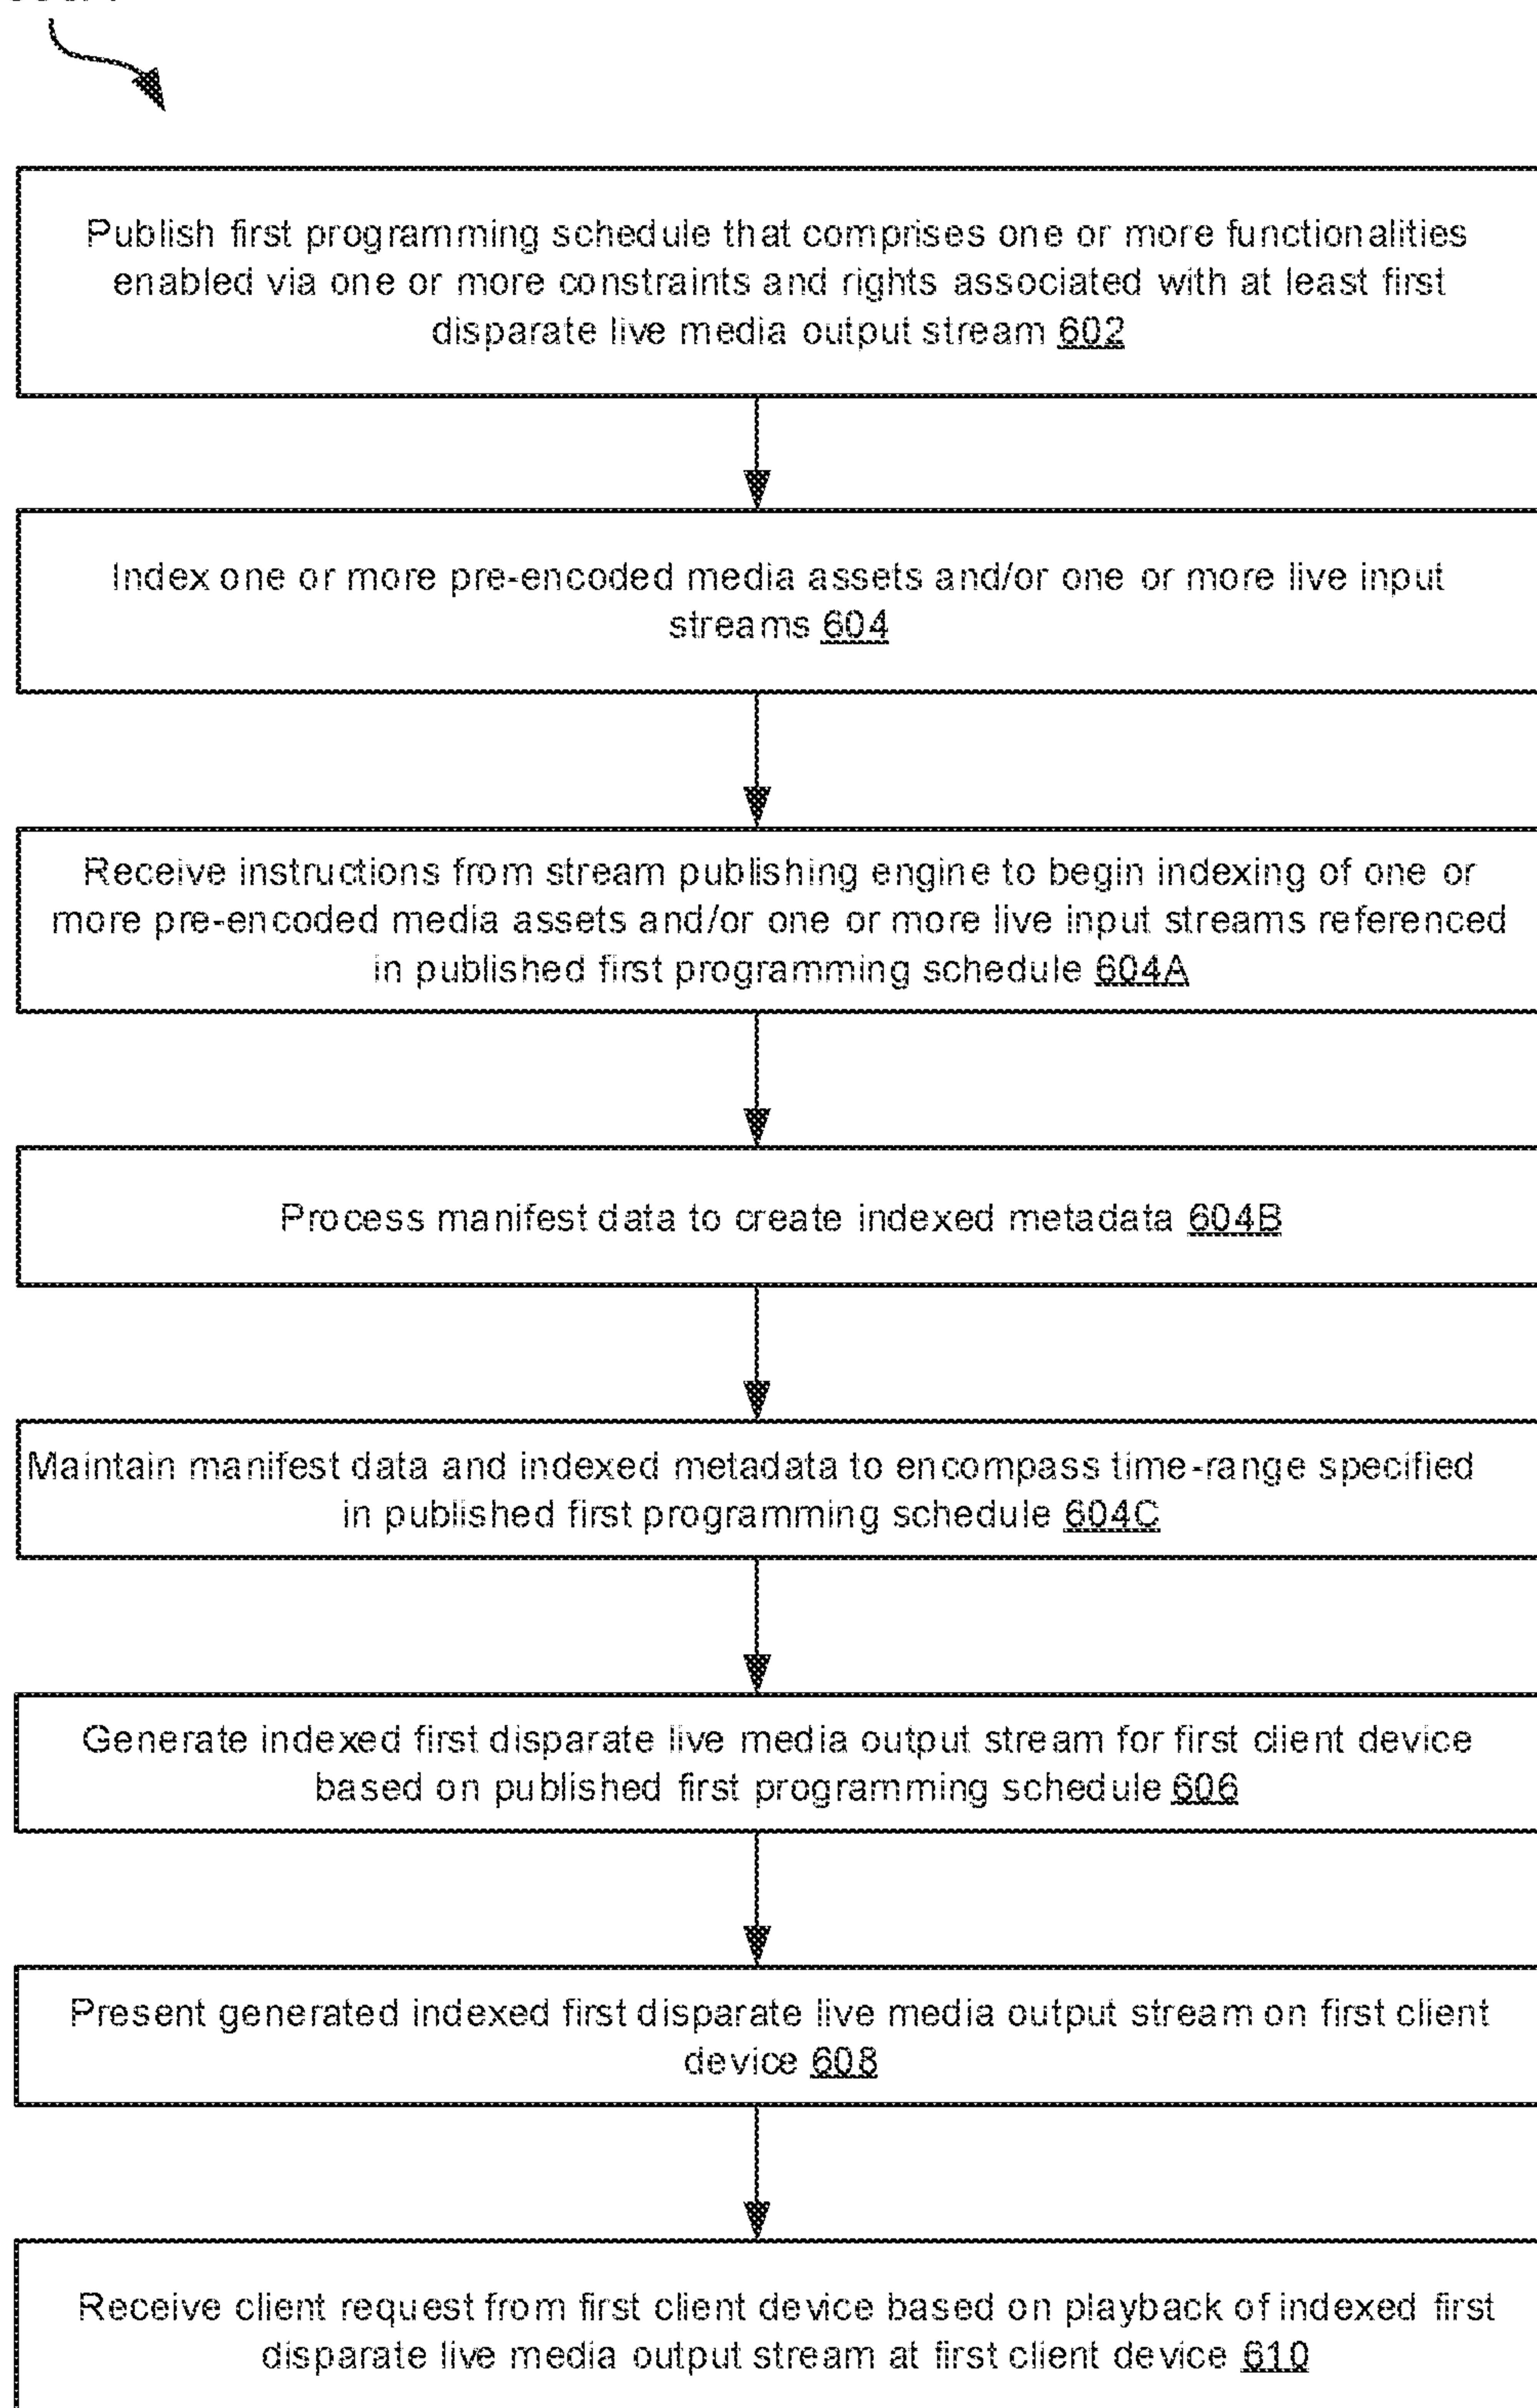 Publish first programming schedule that comprises one or more functionalities
enabled via one or more constraints and rights associated with at least first
disparate live media output stream 602
Index one or more pre-encoded media assets and/or one or more live input
streams 604
Receive instructions from stream publishing engine to begin indexing of one or
more pre-encoded media assets and/or one or more live input streams referenced
in published first programming schedule 604A
Process manifest data to create indexed metadata 604B
Maintain manifest data and indexed metadata to encompass time-range specified
in published first programming schedule 604C
Generate indexed first disparate live media output stream for first client device
based on published first programming schedule 606
Present generated indexed first disparate live media output stream on first client
device 608
Receive client request from first client device based on playback of indexed first
disparate live media output stream at first client device 610